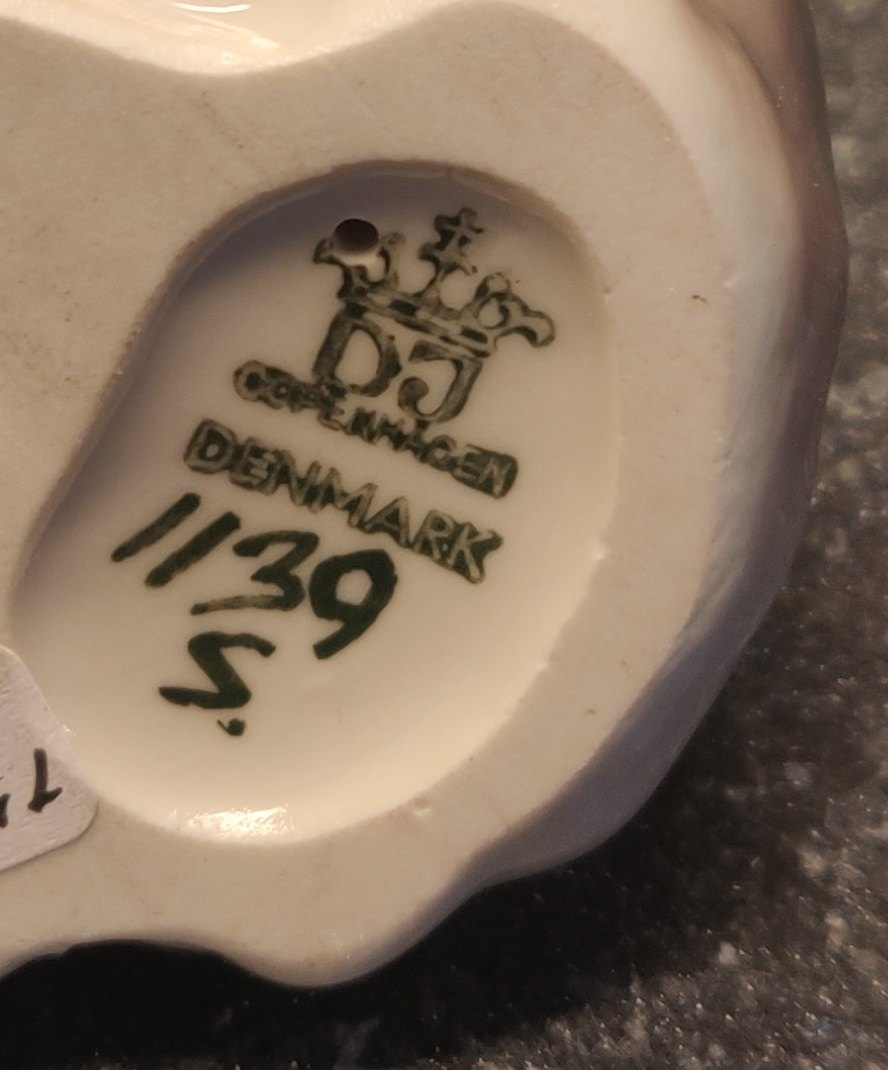 DJ
COPENHAGEN
DENMARK
1139
S.